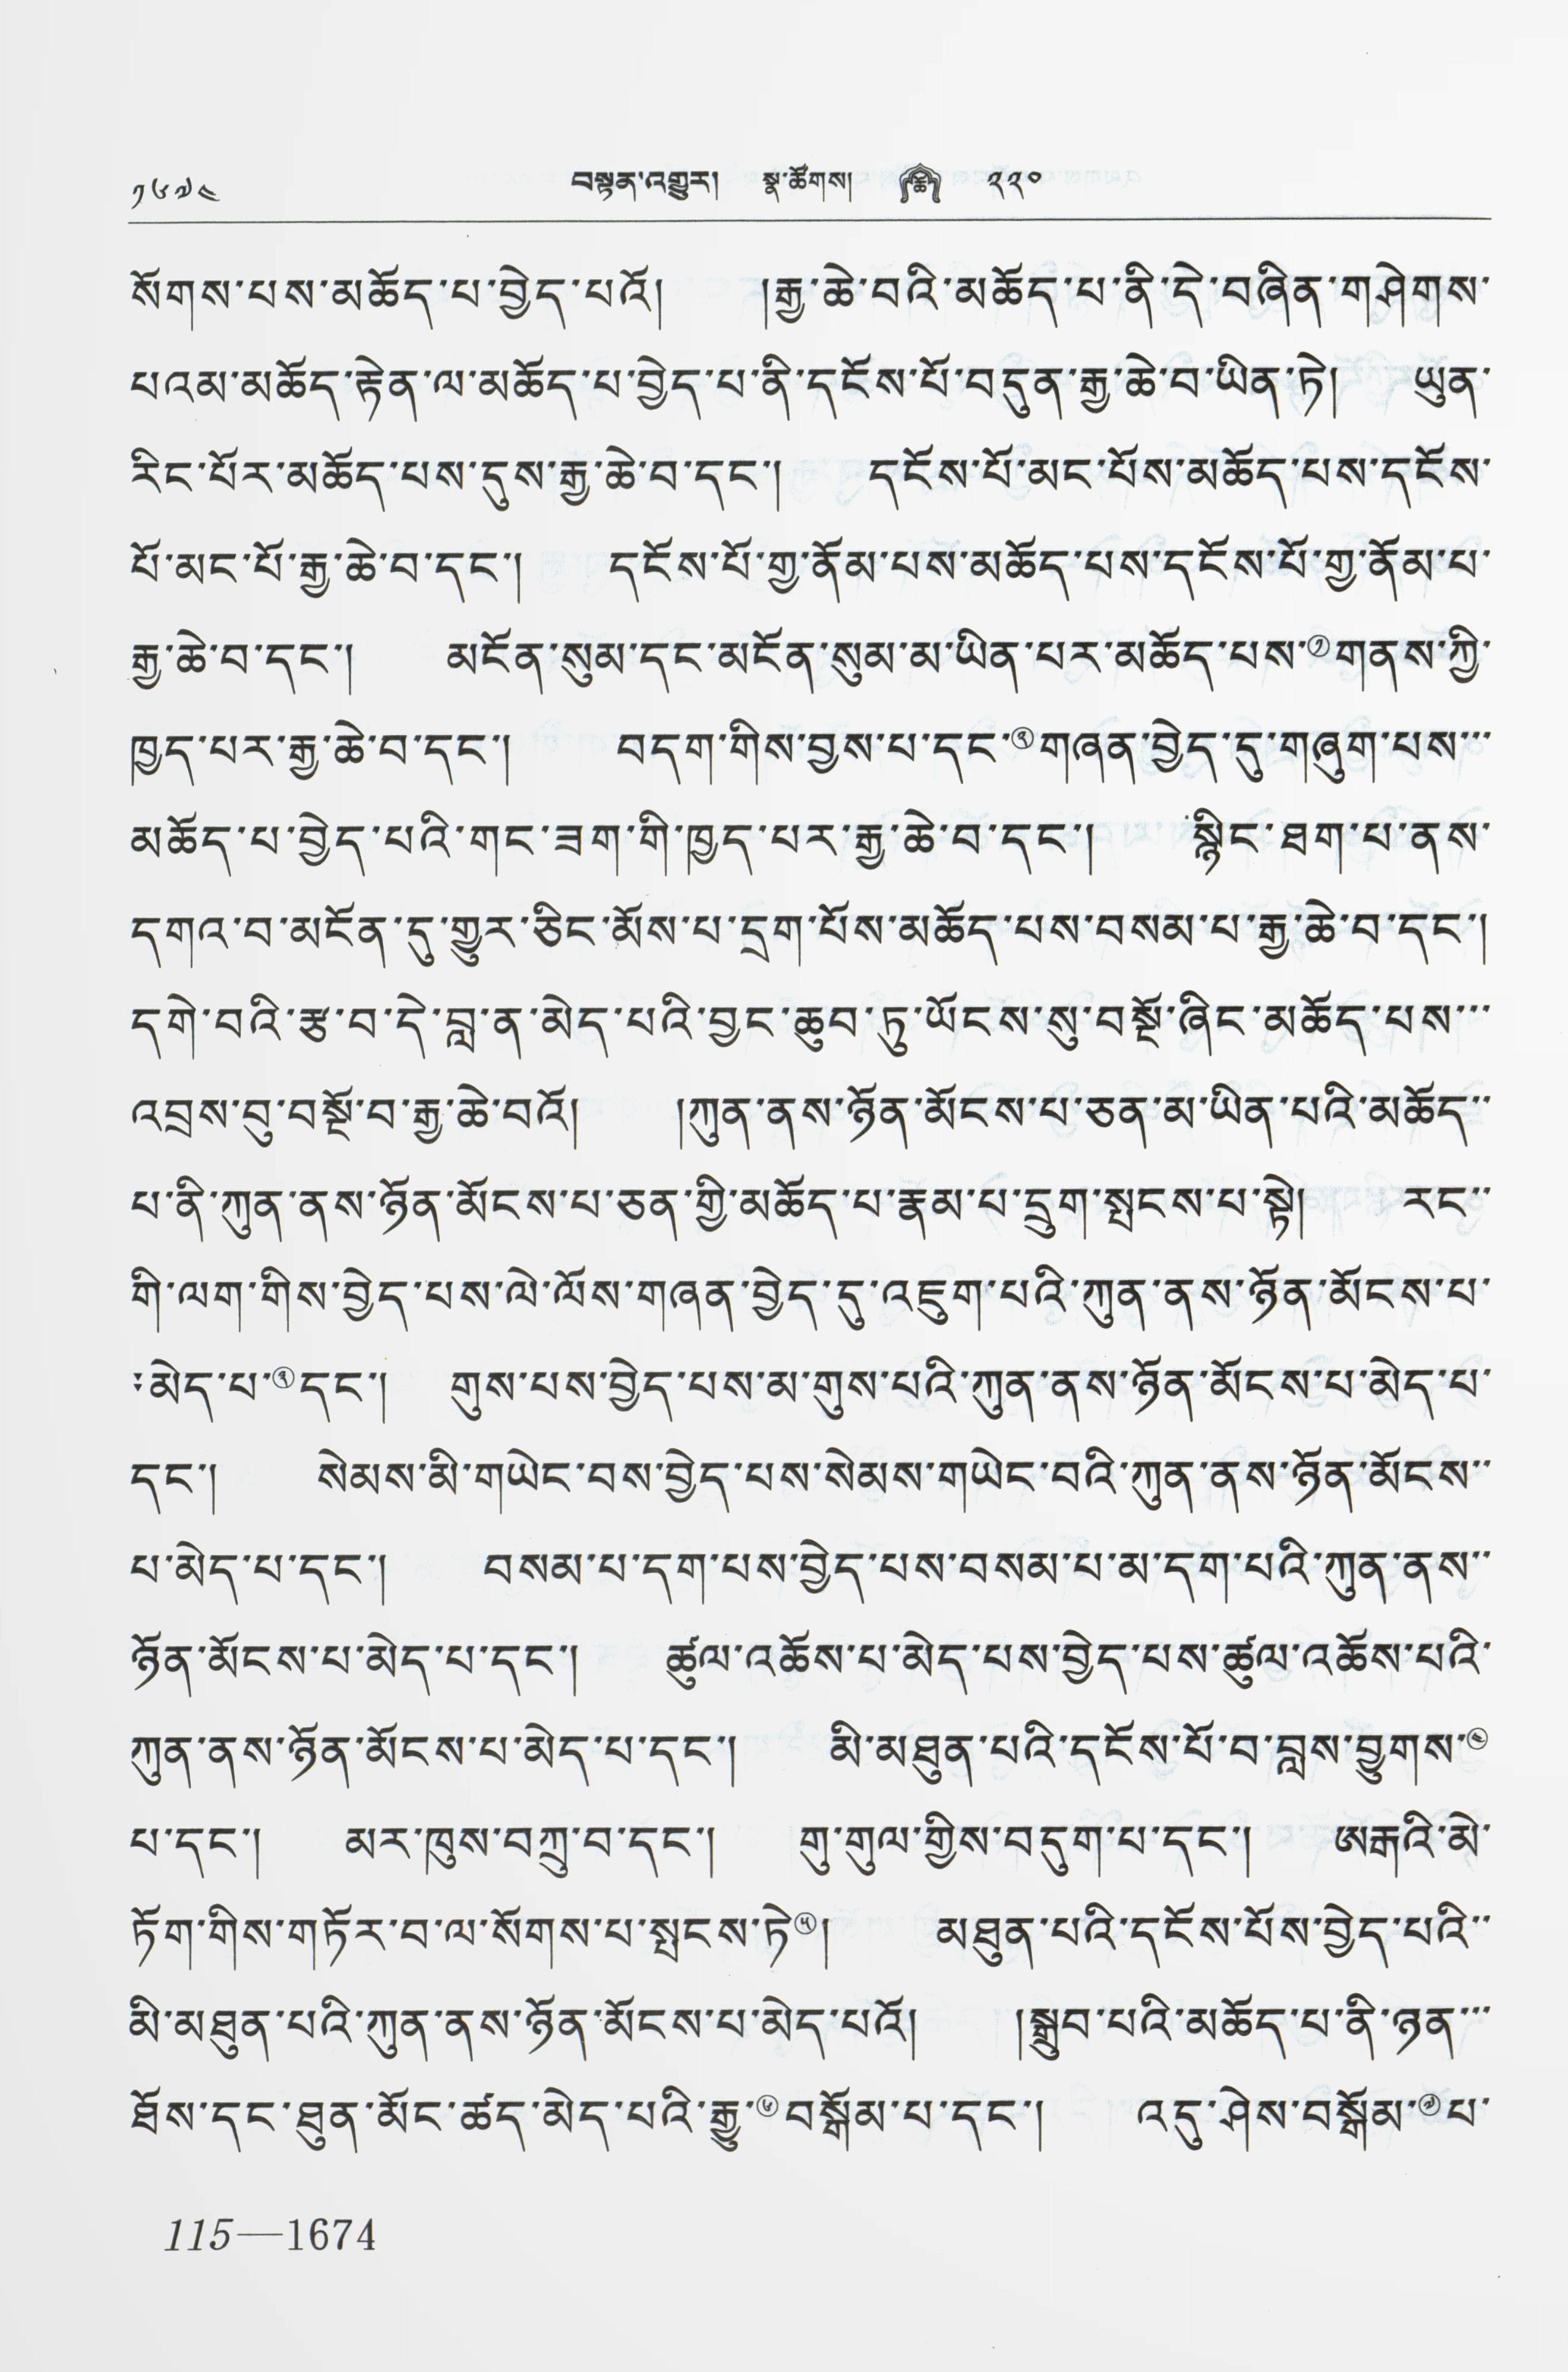 ༡༦༧༤ བསྟན་འགྱུར། སྣ་ཚོགས། ཆེ ༢༢༠
སོགས་པས་མཆོད་པ་བྱེད་པའོ། །རྒྱ་ཆེ་བའི་མཆོད་པ་ནི་དེ་བཞིན་གཤེགས་
པའམ་མཆོད་རྟེན་ལ་མཆོད་པ་བྱེད་པ་ནི་དངོས་པོ་བདུན་རྒྱ་ཆེ་བ་ཡིན་ཏེ། ཡུན་
རིང་པོར་མཆོད་པས་དུས་རྒྱ་ཆེ་བ་དང་། དངོས་པོ་མང་པོས་མཆོད་པས་དངོས་
པོ་མང་པོ་རྒྱ་ཆེ་བ་དང་། དངོས་པོ་གྱ་ནོམ་པས་མཆོད་པས་དངོས་པོ་གྱ་ནོམ་པ་
རྒྱ་ཆེ་བ་དང་། མངོན་སུམ་དང་མངོན་སུམ་མ་ཡིན་པར་མཆོད་པས་༡གནས་ཀྱི་
ཁྱད་པར་རྒྱ་ཆེ་བ་དང་། བདག་གིས་བྱས་པ་དང་༢གཞན་བྱེད་དུ་གཞུག་པས་་་
མཆོད་པ་བྱེད་པའི་གང་ཟག་གི་ཁྱད་པར་རྒྱ་ཆེ་བ་དང་། སྙིང་ཐག་པ་ནས་
དགའ་བ་མངོན་དུ་གྱུར་ཅིང་མོས་པ་དྲག་པོས་མཆོད་པས་བསམ་པ་རྒྱ་ཆེ་བ་དང་།
དགེ་བའི་རྩ་བ་དེ་བླ་ན་མེད་པའི་བྱང་ཆུབ་ཏུ་ཡོངས་སུ་བསྔོ་ཞིང་མཆོད་པས་་་
འབྲས་བུ་བསྔོ་བ་རྒྱ་ཆེ་བའོ། །ཀུན་ནས་ཉོན་མོངས་པ་ཅན་མ་ཡིན་པའི་མཆོད་་
པ་ནི་ཀུན་ནས་ཉོན་མོངས་པ་ཅན་གྱི་མཆོད་པ་རྣམ་པ་དྲུག་སྤངས་པ་སྟེ། རང་་
གི་ལག་གིས་བྱེད་པས་ལེ་ལོས་གཞན་བྱེད་དུ་འཇུག་པའི་ཀུན་ནས་ཉོན་མོངས་པ་
་མེད་པ་༣དང་། གུས་པས་བྱེད་པས་མ་གུས་པའི་ཀུན་ནས་ཉོན་མོངས་པ་མེད་པ་
དང་། སེམས་མི་གཡེང་བས་བྱེད་པས་སེམས་གཡེང་བའི་ཀུན་ནས་ཉོན་མོངས་་
པ་མེད་པ་དང་། བསམ་པ་དག་པས་བྱེད་པས་བསམ་པ་མ་དག་པའི་ཀུན་ནས་་
ཉོན་མོངས་པ་མེད་པ་དང་། ཚུལ་འཆོས་པ་མེད་པས་བྱེད་པས་ཚུལ་འཆོས་པའི་
ཀུན་ནས་ཉོན་མོངས་པ་མེད་པ་དང་། མི་མཐུན་པའི་དངོས་པོ་བ་བླས་བྱུགས་༤
པ་དང་། མར་ཁུས་བཀྲུ་བ་དང་། གུ་གུལ་གྱིས་བདུག་པ་དང་། ཨརྒའི་མེ་
ཏོག་གིས་གཏོར་བ་ལ་སོགས་པ་སྤངས་ཏེ༥། མཐུན་པའི་དངོས་པོས་བྱེད་པའི་་
མི་མཐུན་པའི་ཀུན་ནས་ཉོན་མོངས་པ་མེད་པའོ། །སྒྲུབ་པའི་མཆོད་པ་ནི་ཉན་་་
ཐོས་དང་ཐུན་མོང་ཚད་མེད་པའི་རྒྱུ་༦བསྒོམ་པ་དང་། འདུ་ཤེས་བསྒོམ་༧པ་
115—1674